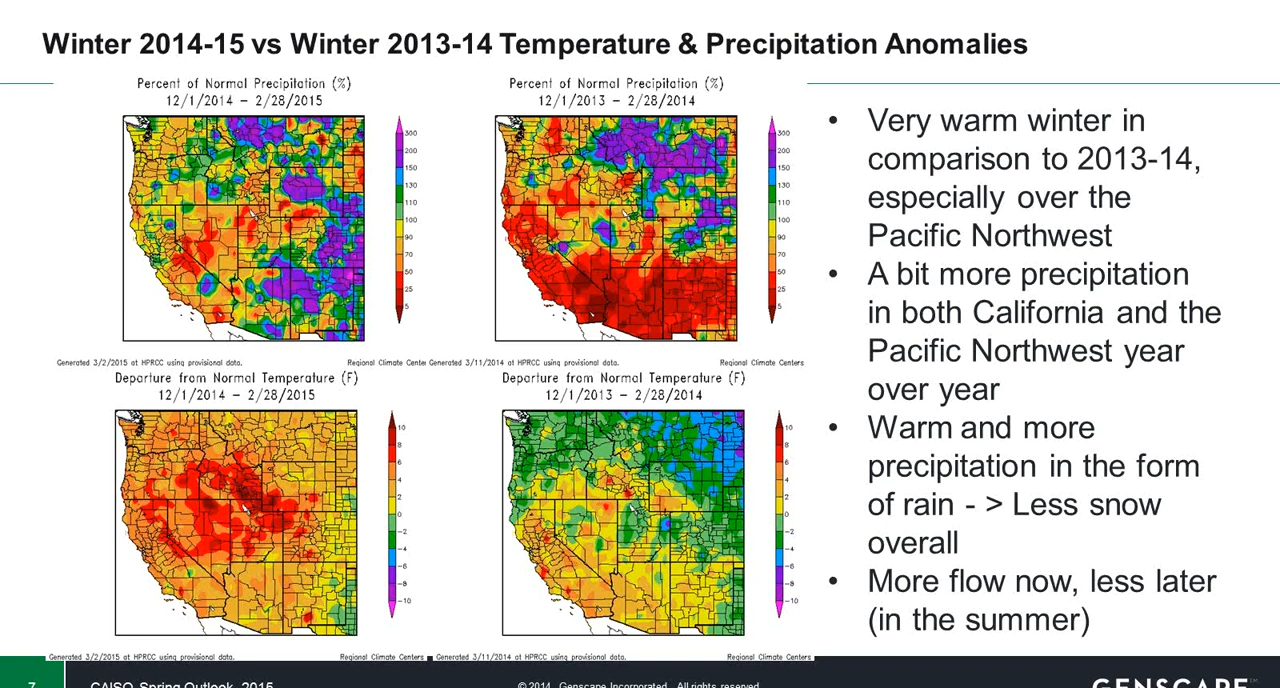 Winter 2014-15 vs Winter 2013-14 Temperature & Precipitation Anomalies
Percent of Normal Precipitation (%)
12/1/2014 - 2/28/2015
300
200
150
130
110
100
90
70
50
25
5
Generated 3/2/2015 at HPRCC using provisional data.
Regional Climate Cente
Percent of Normal Precipitation (%)
12/1/2013 - 2/28/2014
300
200
150
130
110
100
90
70
50
25
5
Generated 3/11/2014 at HPRCC using provisional data.
Regional Climate Centers
Departure from Normal Temperature (F)
12/1/2014 - 2/28/2015
10
8
6
4
2
0
-2
-4
-6
-8
-10
Generated 3/2/2015 at HPRCC using provisional data.
Regional Climate Centers
Departure from Normal Temperature (F)
12/1/2013 - 2/28/2014
10
8
6
4
2
0
-2
-4
-6
-8
-10
Generated 3/11/2014 at HPRCC using provisional data.
Regional Climate Centers
• Very warm winter in
comparison to 2013-14,
especially over the
Pacific Northwest
• A bit more precipitation
in both California and the
Pacific Northwest year
over year
• Warm and more
precipitation in the form
of rain - > Less snow
overall
• More flow now, less later
(in the summer)
7
CAISO Spring Outlook, 2015
© 2014. Genscape Incorporated. All rights reserved
GENSCAPE™